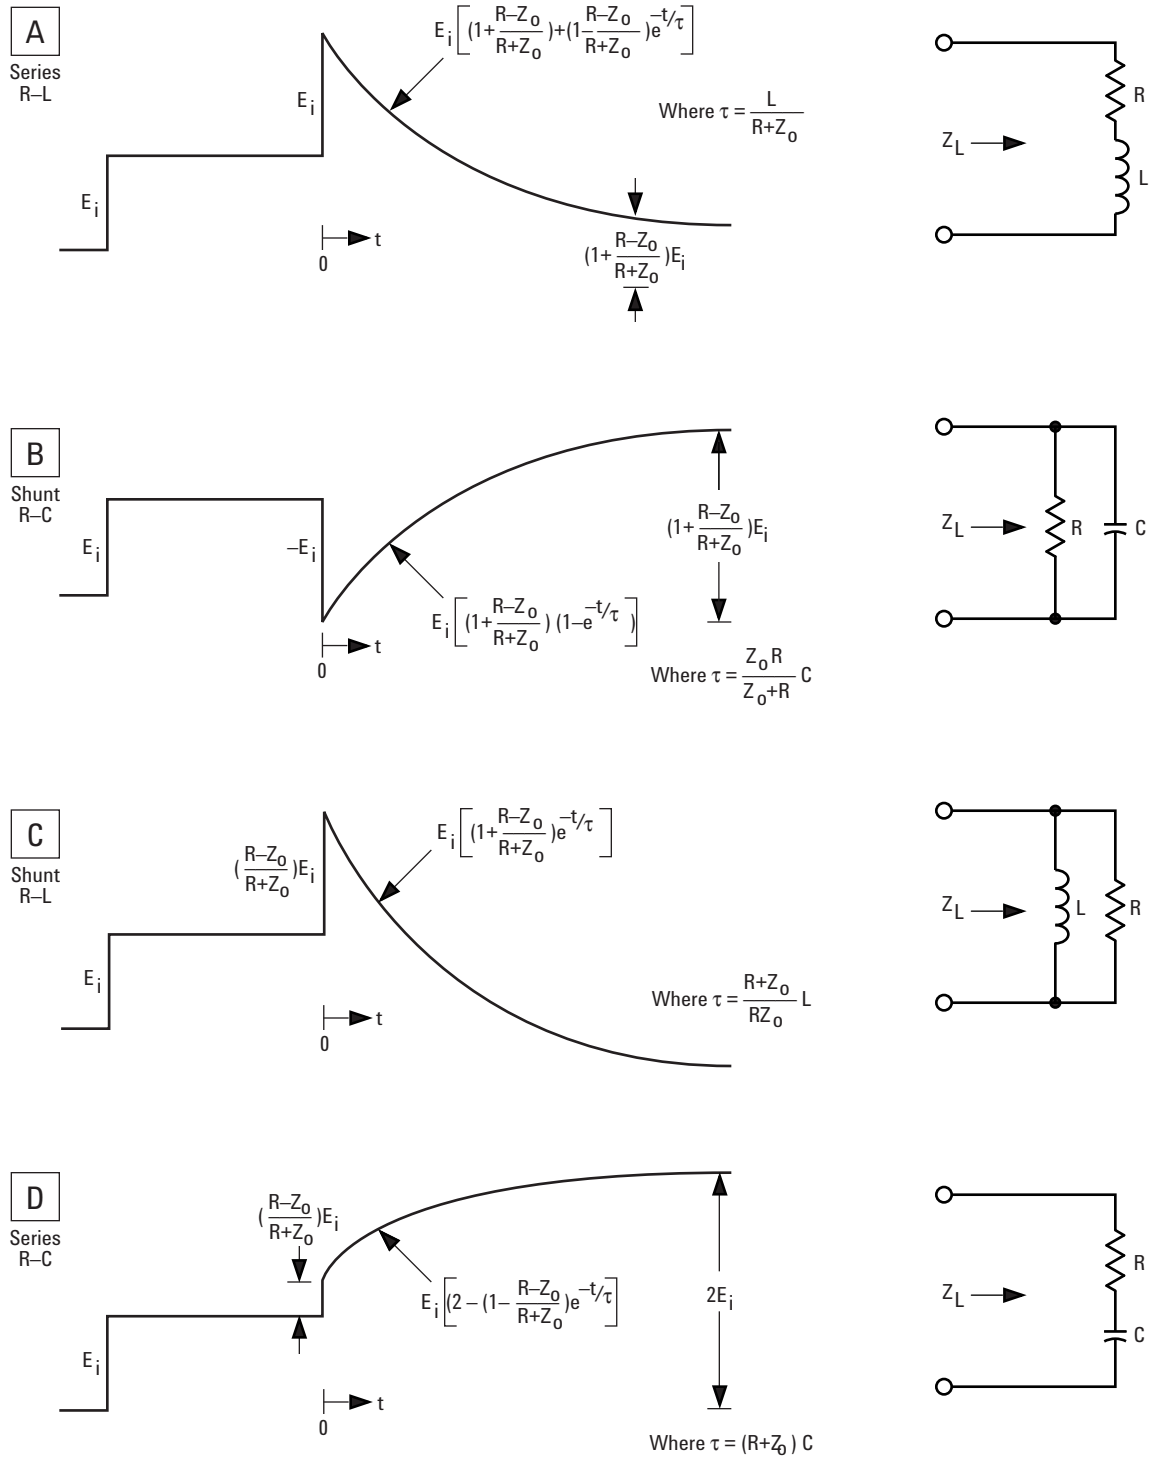 A
Series
R–L
E_i [(1+ (R–Z_o)/(R+Z_o) )+(1– (R–Z_o)/(R+Z_o) )e^–t/τ]
E_i
E_i
Where τ = L/(R+Z_o)
0
t
(1+ (R–Z_o)/(R+Z_o) )E_i
Z_L
R
L
B
Shunt
R–C
E_i
–E_i
(1+ (R–Z_o)/(R+Z_o) )E_i
E_i [(1+ (R–Z_o)/(R+Z_o) ) (1–e^–t/τ )]
0
t
Where τ = (Z_o R)/(Z_o+R) C
Z_L
R
C
C
Shunt
R–L
( (R–Z_o)/(R+Z_o) )E_i
E_i [(1+ (R–Z_o)/(R+Z_o) )e^–t/τ]
E_i
0
t
Where τ = (R+Z_o)/(RZ_o) L
Z_L
L
R
D
Series
R–C
( (R–Z_o)/(R+Z_o) )E_i
E_i [(2 – (1– (R–Z_o)/(R+Z_o) )e^–t/τ]
E_i
2E_i
0
t
Where τ = (R+Z_o) C
Z_L
R
C